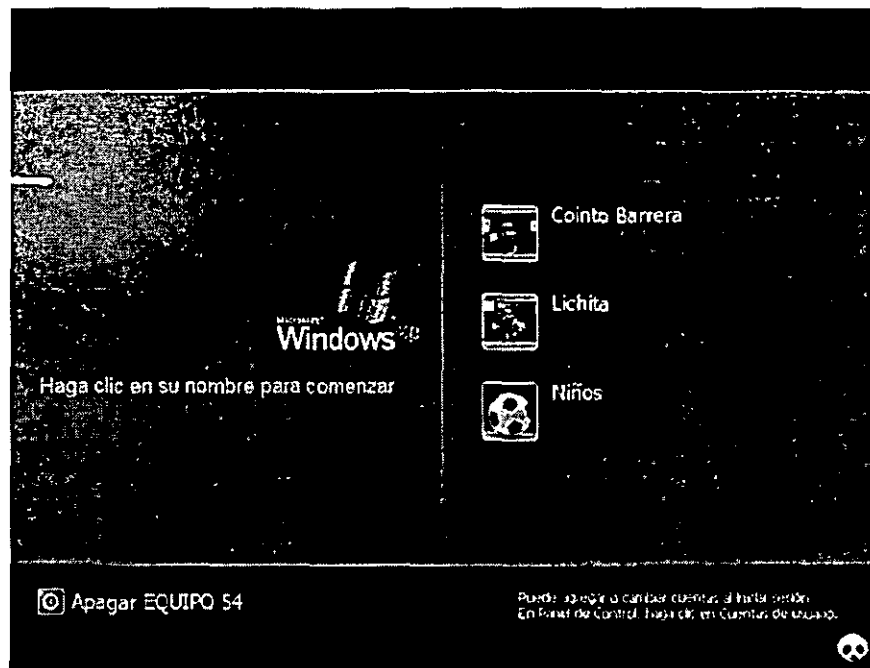 Microsoft
Windows xp
Haga clic en su nombre para comenzar
Cointo Barrera
Lichita
Niños
Apagar EQUIPO 54
Puede agregar o cambiar cuentas al iniciar sesión.
En Panel de Control, haga clic en Cuentas de usuario.